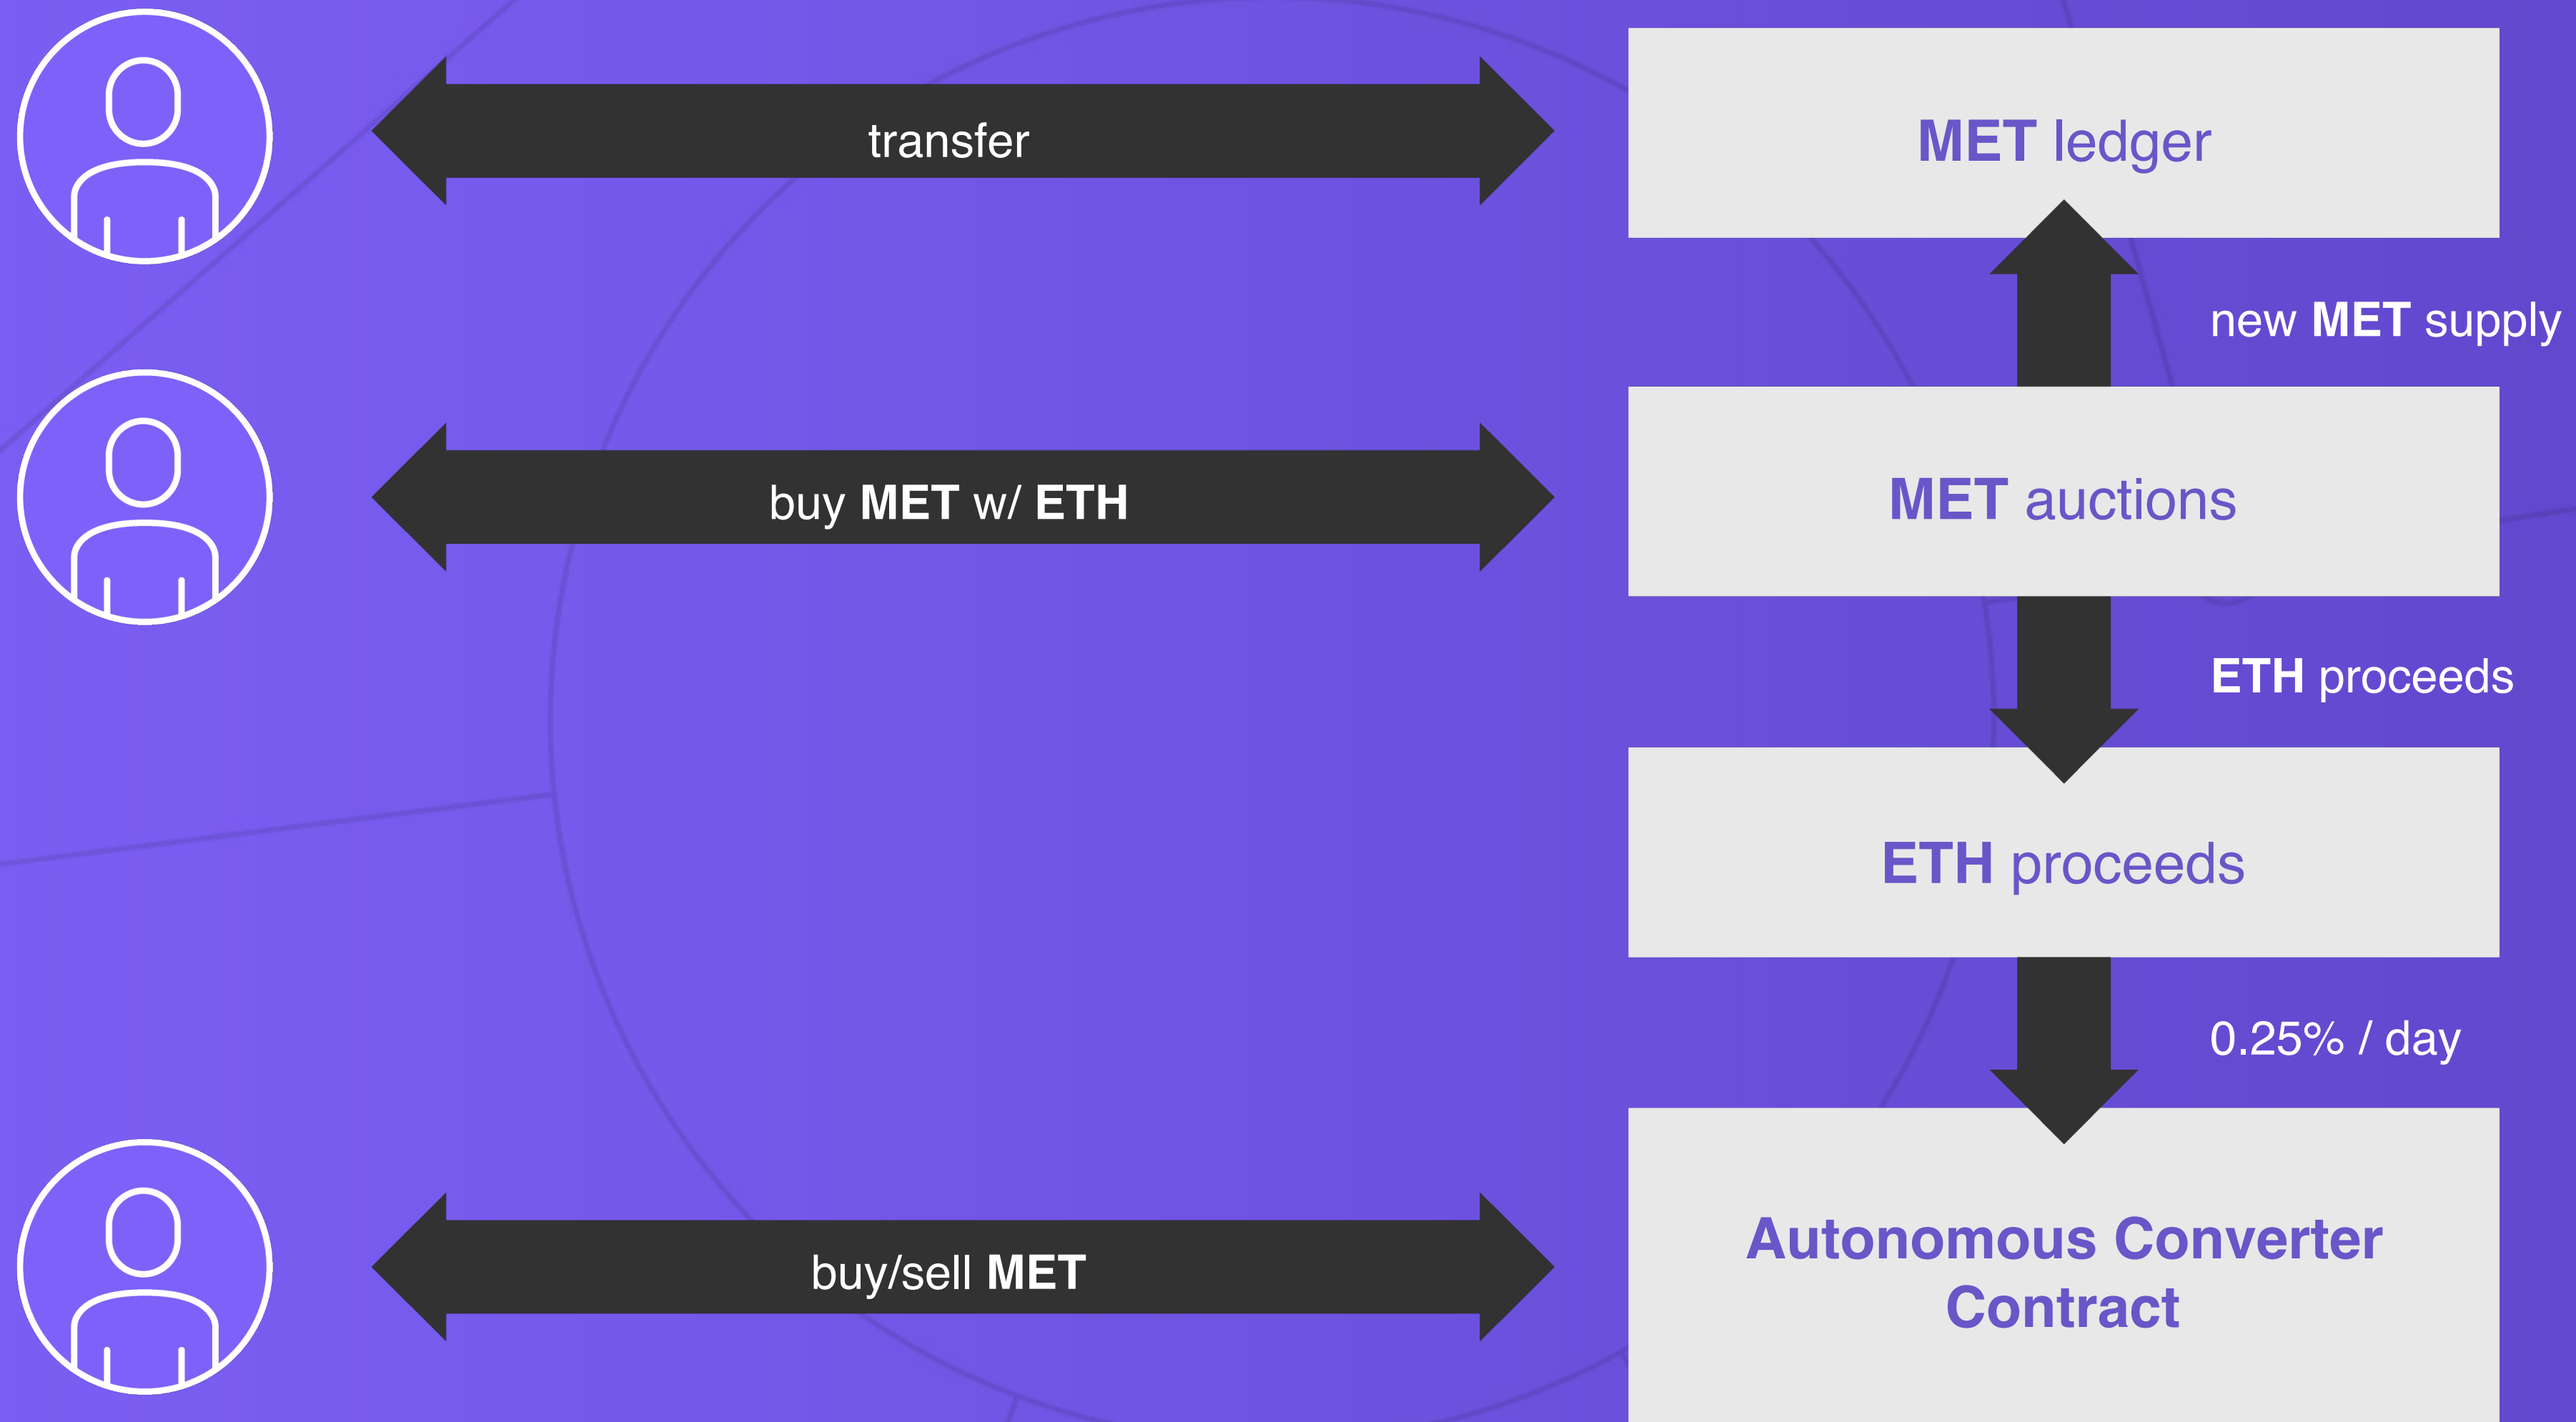 transfer
MET ledger
new MET supply
buy MET w/ ETH
MET auctions
ETH proceeds
ETH proceeds
0.25% / day
buy/sell MET
Autonomous Converter
Contract